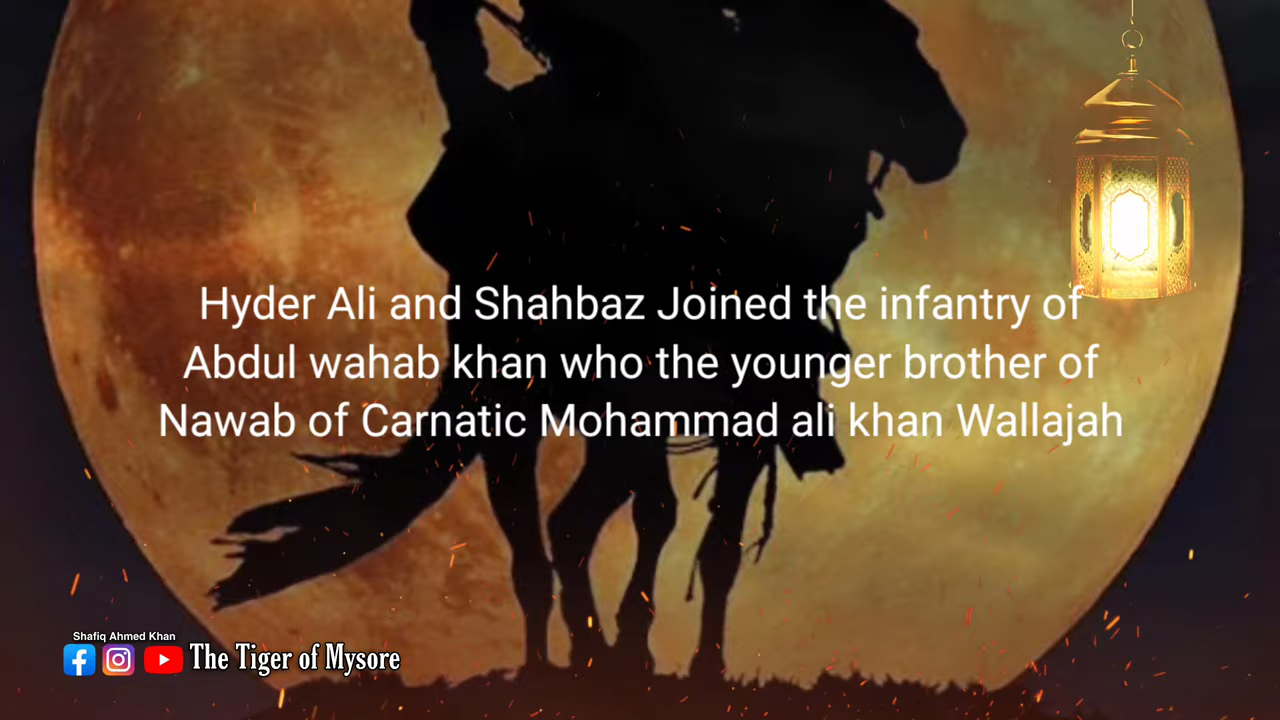 Hyder Ali and Shahbaz Joined the infantry of
Abdul wahab khan who the younger brother of
Nawab of Carnatic Mohammad ali khan Wallajah
Shafiq Ahmed Khan
The Tiger of Mysore